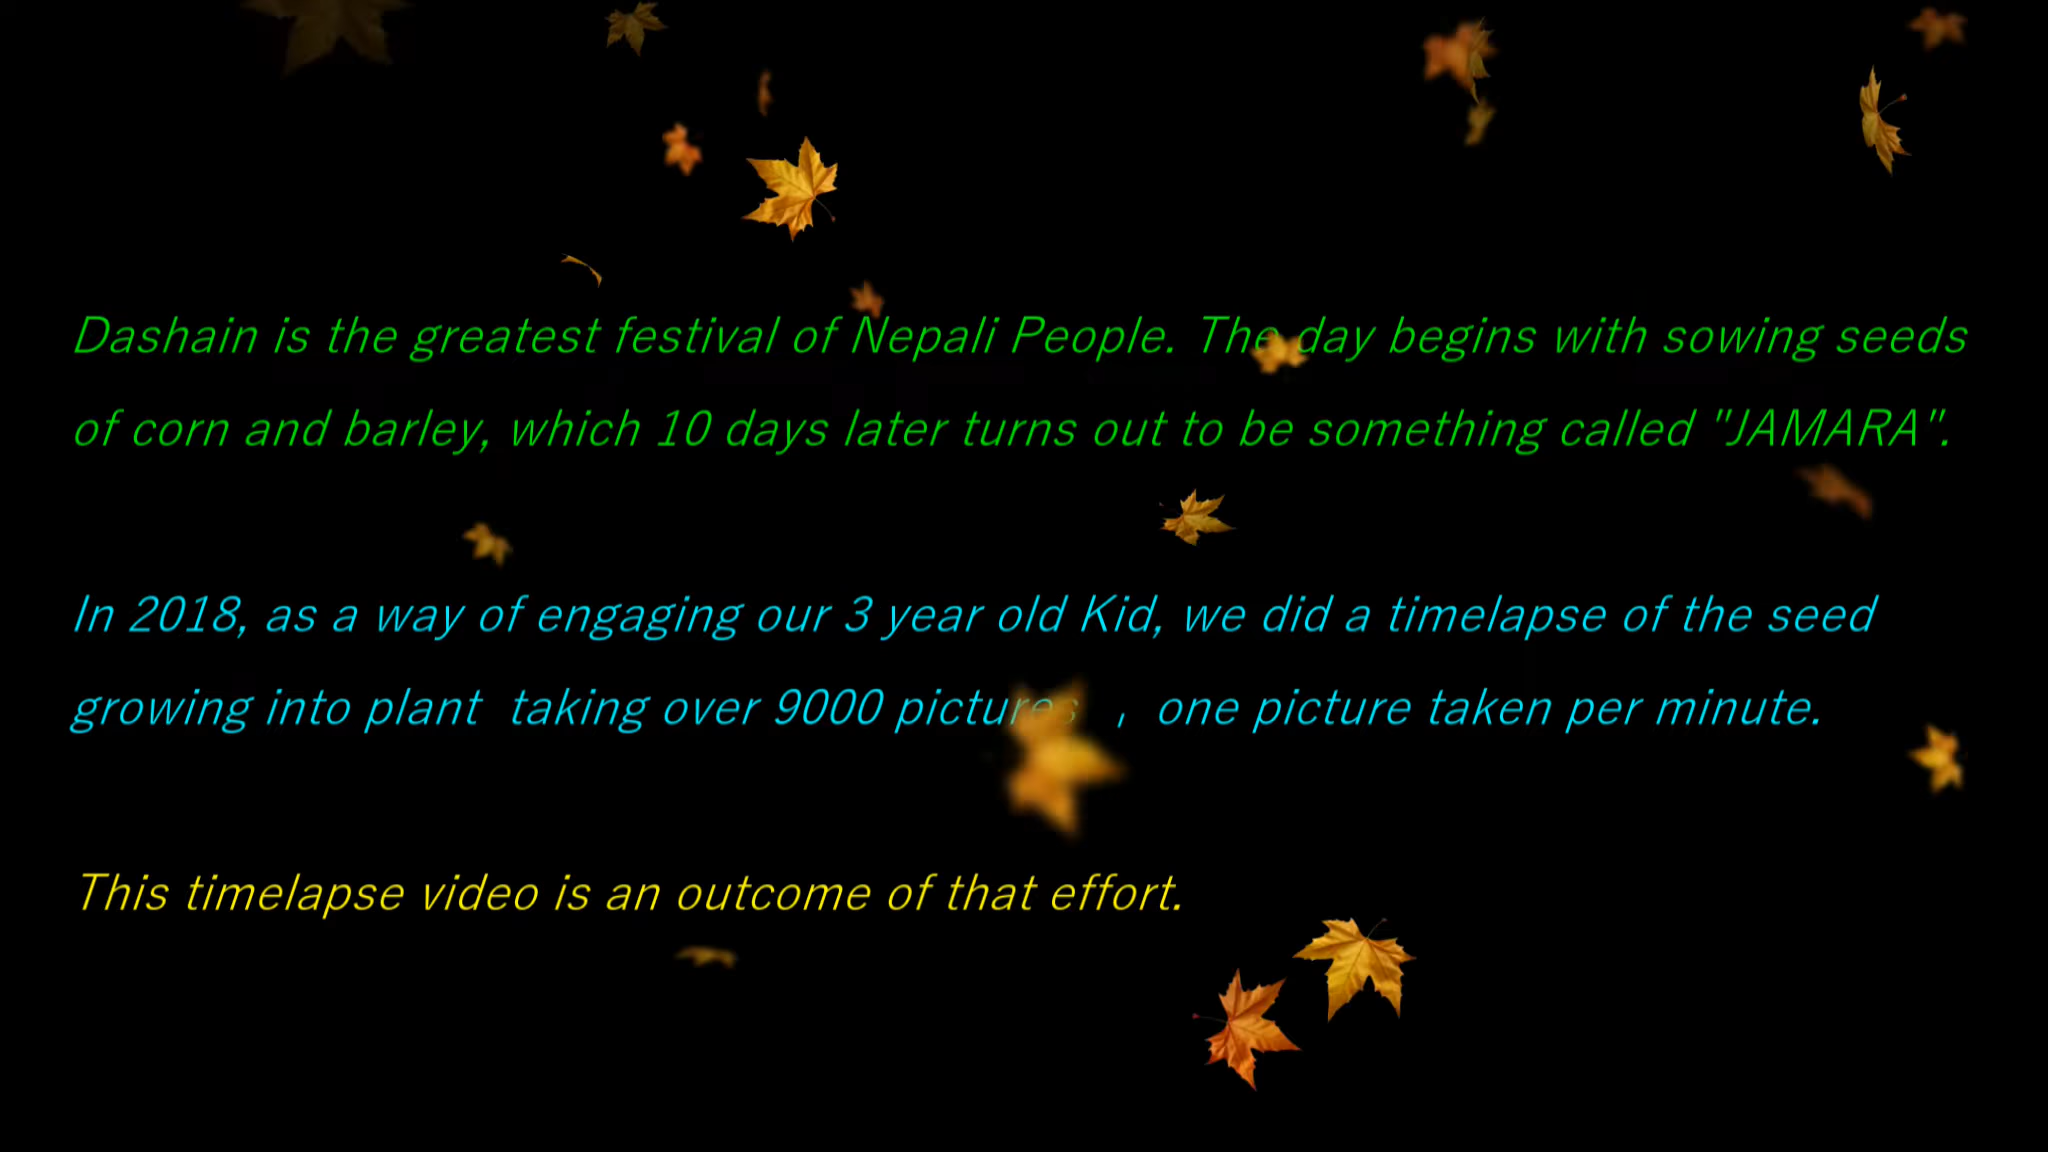 Dashain is the greatest festival of Nepali People. The day begins with sowing seeds
of corn and barley, which 10 days later turns out to be something called "JAMARA".
In 2018, as a way of engaging our 3 year old Kid, we did a timelapse of the seed
growing into plant taking over 9000 pictures , one picture taken per minute.
This timelapse video is an outcome of that effort.